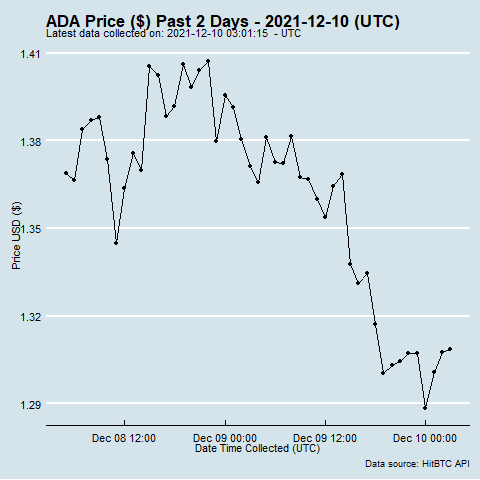 ADA Price ($) Past 2 Days - 2021-12-10 (UTC)
Latest data collected on: 2021-12-10 03:01:15 - UTC
1.41
1.38
1.35
1.32
1.29
Price USD ($)
Dec 08 12:00 Dec 09 00:00 Dec 09 12:00 Dec 10 00:00
Date Time Collected (UTC)
Data source: HitBTC API